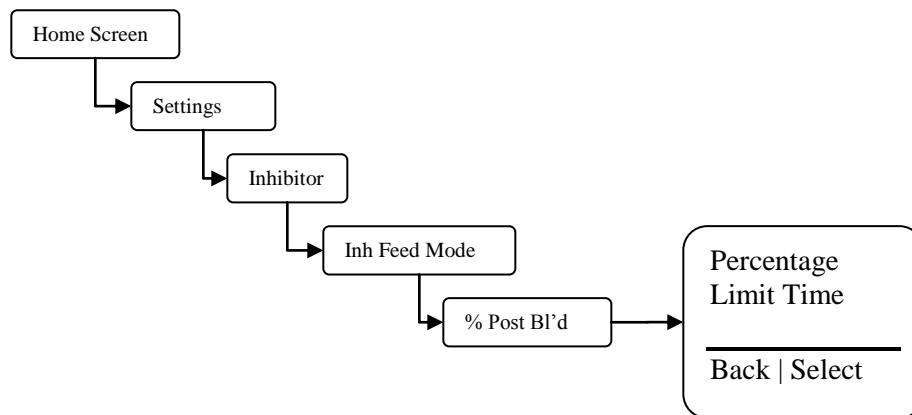 Home Screen
Settings
Inhibitor
Inh Feed Mode
% Post Bl’d
Percentage
Limit Time
Back | Select